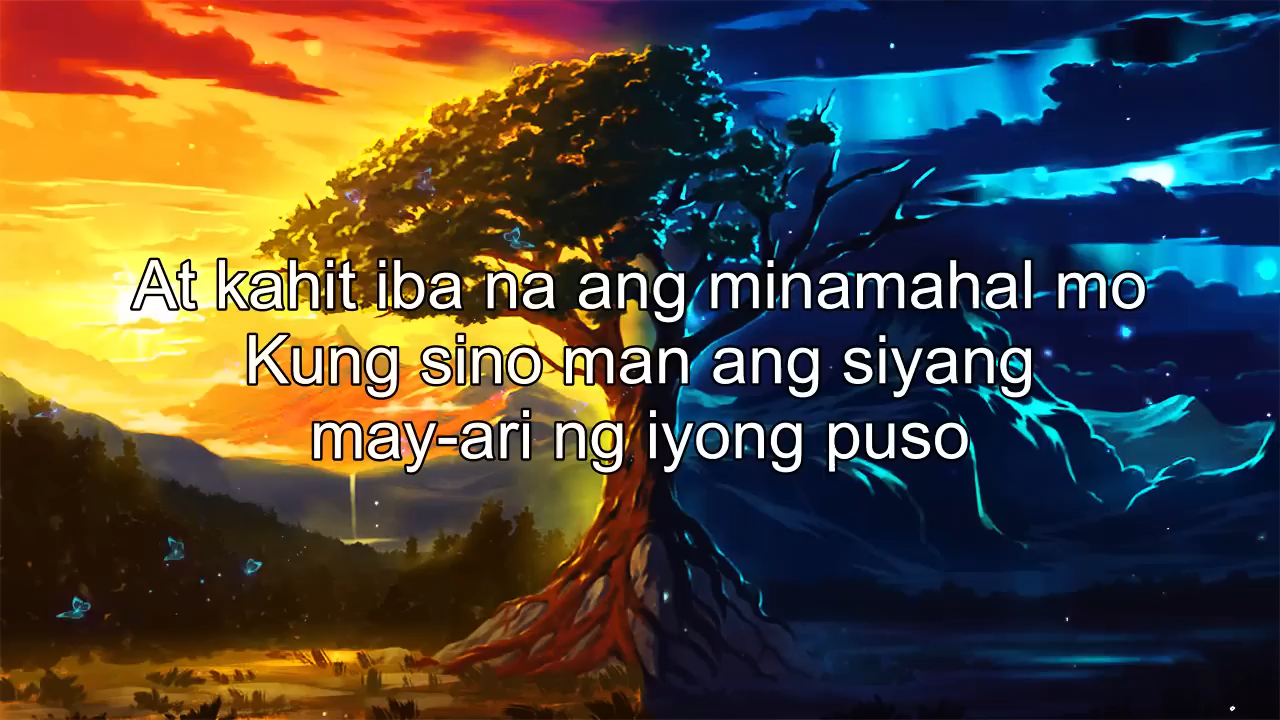 At kahit iba na ang minamahal mo
Kung sino man ang siyang
may-ari ng iyong puso